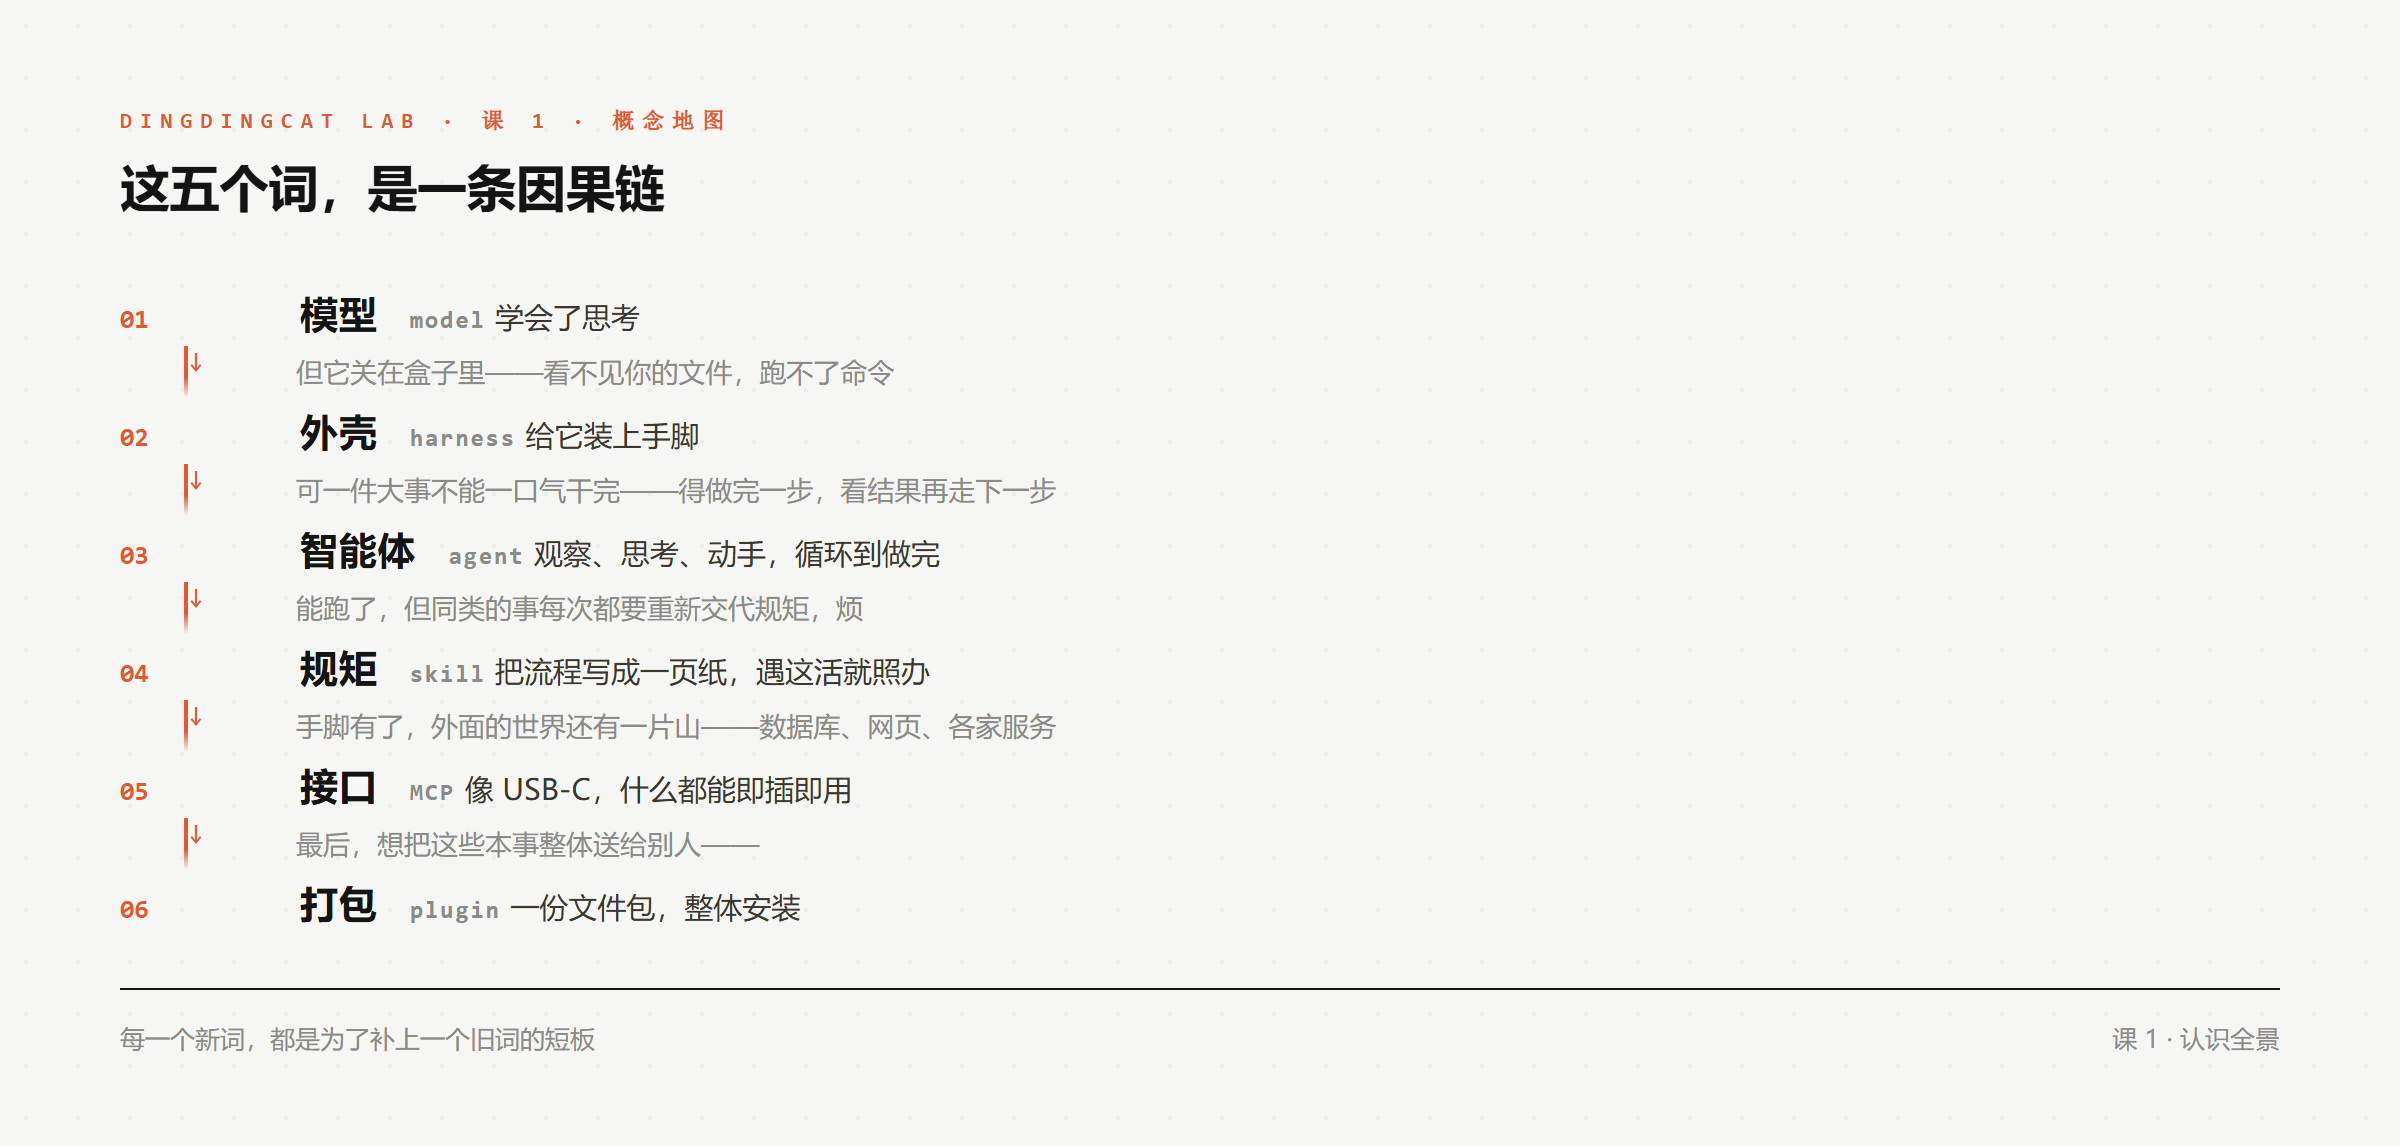 DINGDINGCAT LAB · 课 1 · 概念地图
这五个词，是一条因果链
01 模型 model 学会了思考
↓ 但它关在盒子里——看不见你的文件，跑不了命令
02 外壳 harness 给它装上手脚
↓ 可一件大事不能一口气干完——得做完一步，看结果再走下一步
03 智能体 agent 观察、思考、动手，循环到做完
↓ 能跑了，但同类的事每次都要重新交代规矩，烦
04 规矩 skill 把流程写成一页纸，遇这活就照办
↓ 手脚有了，外面的世界还有一片山——数据库、网页、各家服务
05 接口 MCP 像 USB-C，什么都能即插即用
↓ 最后，想把这些本事整体送给别人——
06 打包 plugin 一份文件包，整体安装
每一个新词，都是为了补上一个旧词的短板
课 1 · 认识全景